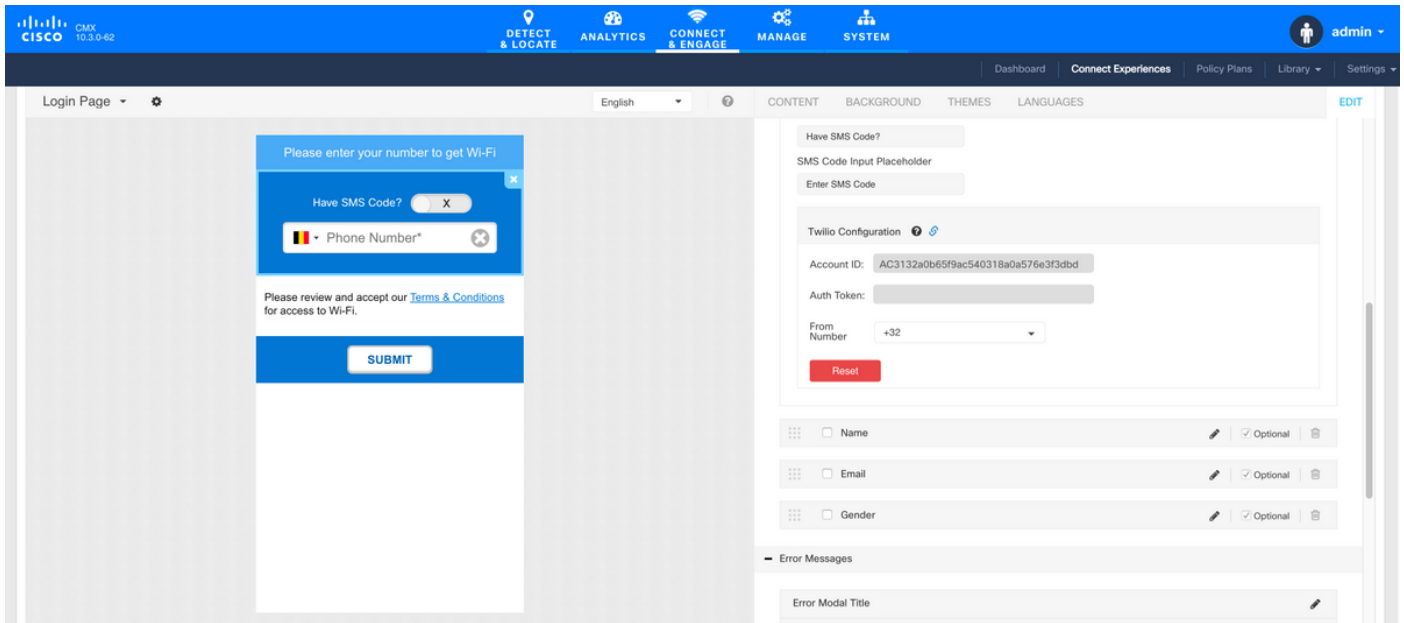 CISCO
CMX
10.3.0-62
DETECT
& LOCATE
ANALYTICS
CONNECT
& ENGAGE
MANAGE
SYSTEM
admin
Dashboard
Connect Experiences
Policy Plans
Library
Settings
Login Page
English
CONTENT
BACKGROUND
THEMES
LANGUAGES
EDIT
Please enter your number to get Wi-Fi
Have SMS Code?
X
Phone Number*
Please review and accept our Terms & Conditions
for access to Wi-Fi.
SUBMIT
Have SMS Code?
SMS Code Input Placeholder
Enter SMS Code
Twilio Configuration
Account ID: AC3132a0b65f9ac540318a0a576e3f3dbd
Auth Token:
From
Number
+32
Reset
Name
Optional
Email
Optional
Gender
Optional
Error Messages
Error Modal Title